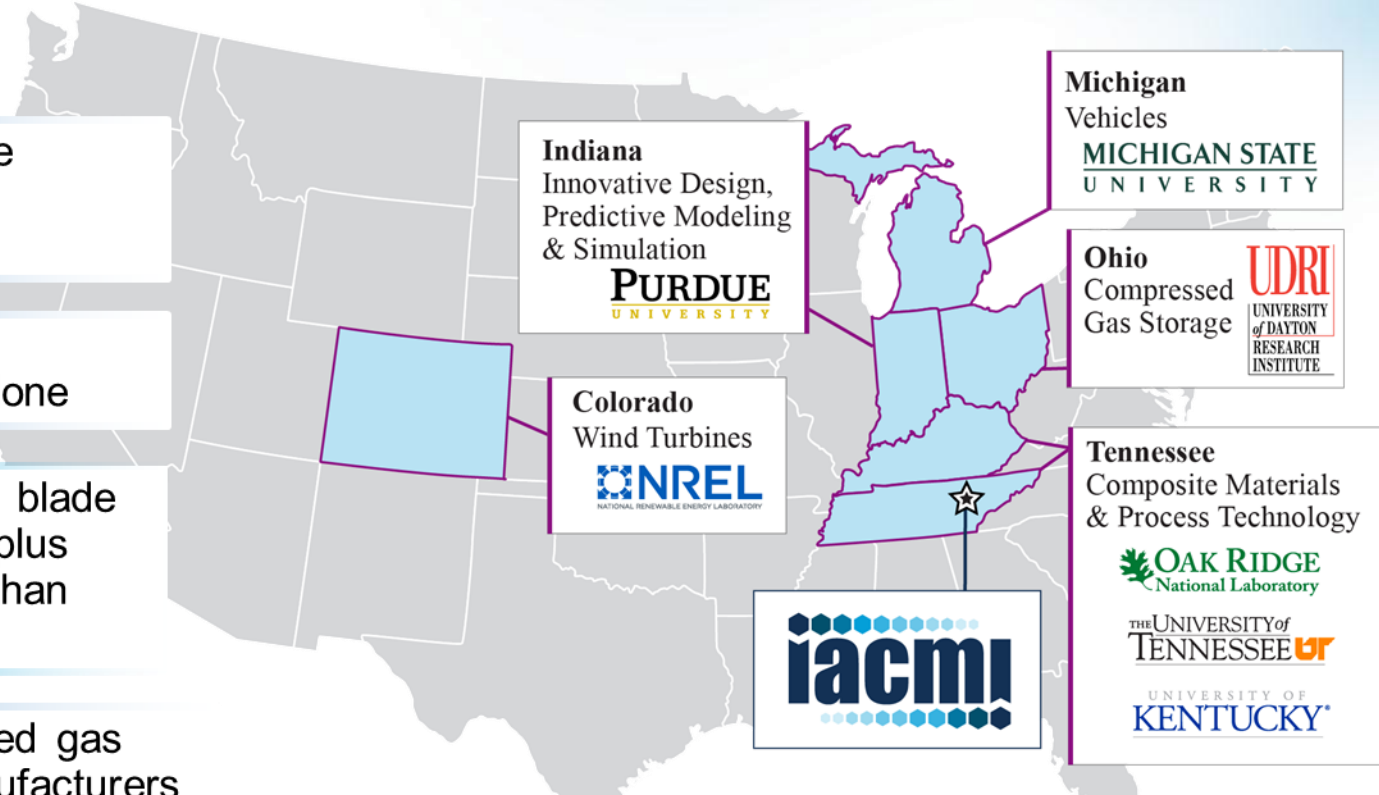 e
one
blade
plus
han
ed gas
ufacturers
Indiana
Innovative Design,
Predictive Modeling
& Simulation
PURDUE
UNIVERSITY
Colorado
Wind Turbines
NREL
NATIONAL RENEWABLE ENERGY LABORATORY
Michigan
Vehicles
MICHIGAN STATE
UNIVERSITY
Ohio
Compressed
Gas Storage
UDRI
UNIVERSITY
of DAYTON
RESEARCH
INSTITUTE
Tennessee
Composite Materials
& Process Technology
OAK RIDGE
National Laboratory
THE UNIVERSITY of
TENNESSEE UT
UNIVERSITY OF
KENTUCKY®
iacmi